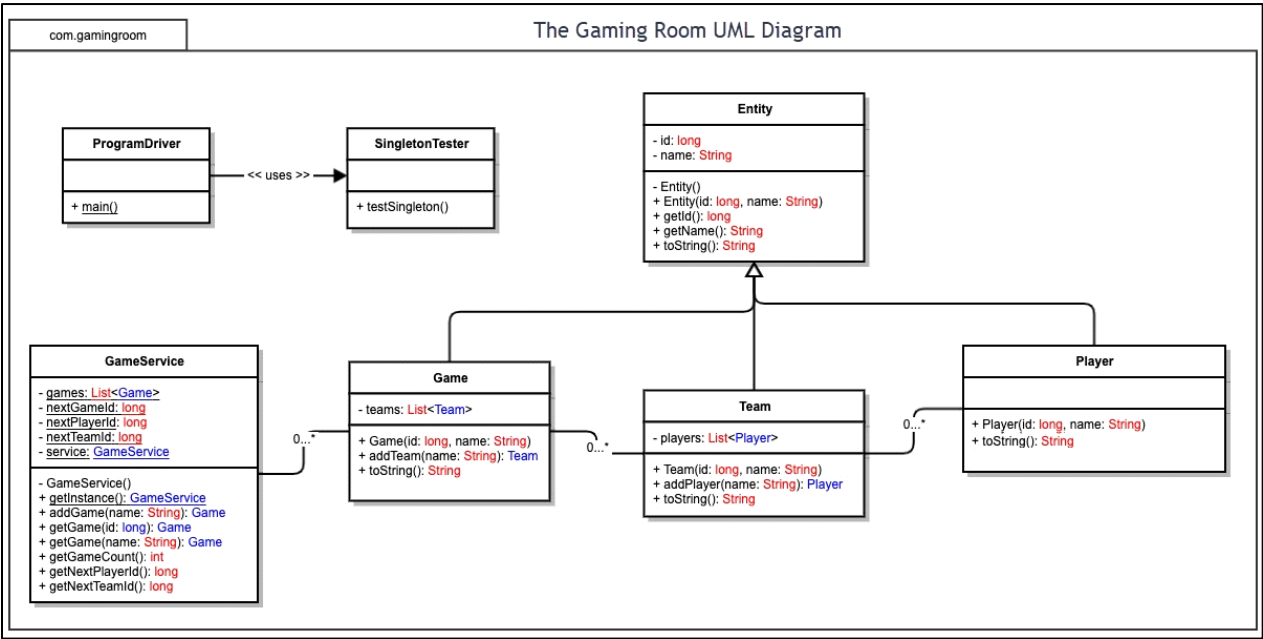 The Gaming Room UML Diagram
com.gamingroom
ProgramDriver
+ main()
<< uses >>
SingletonTester
+ testSingleton()
Entity
- id: long
- name: String
- Entity()
+ Entity(id: long, name: String)
+ getId(): long
+ getName(): String
+ toString(): String
GameService
- games: List<Game>
- nextGameId: long
- nextPlayerId: long
- nextTeamId: long
- service: GameService
- GameService()
+ getInstance(): GameService
+ addGame(name: String): Game
+ getGame(id: long): Game
+ getGame(name: String): Game
+ getGameCount(): int
+ getNextPlayerId(): long
+ getNextTeamId(): long
0...*
Game
- teams: List<Team>
+ Game(id: long, name: String)
+ addTeam(name: String): Team
+ toString(): String
0...*
Team
- players: List<Player>
+ Team(id: long, name: String)
+ addPlayer(name: String): Player
+ toString(): String
0...*
Player
+ Player(id: long, name: String)
+ toString(): String